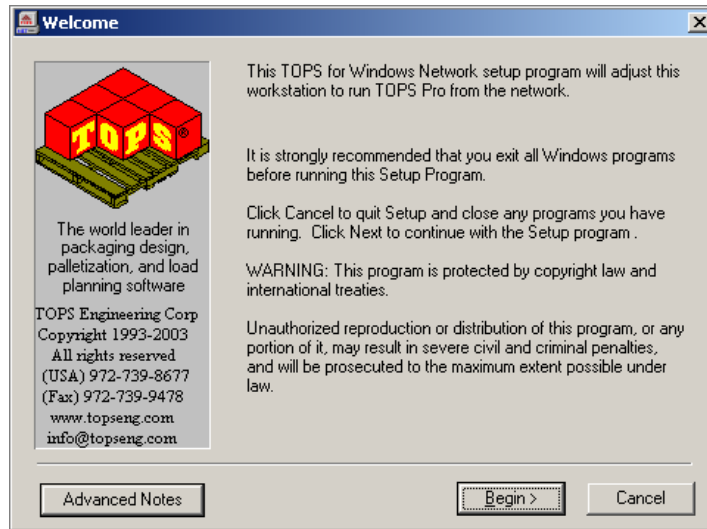 Welcome
This TOPS for Windows Network setup program will adjust this
workstation to run TOPS Pro from the network.
It is strongly recommended that you exit all Windows programs
before running this Setup Program.
Click Cancel to quit Setup and close any programs you have
running.  Click Next to continue with the Setup program .
WARNING: This program is protected by copyright law and
international treaties.
Unauthorized reproduction or distribution of this program, or any
portion of it, may result in severe civil and criminal penalties,
and will be prosecuted to the maximum extent possible under
law.
TOPS®
The world leader in
packaging design,
palletization, and load
planning software
TOPS Engineering Corp
Copyright 1993-2003
All rights reserved
(USA) 972-739-8677
(Fax) 972-739-9478
www.topseng.com
info@topseng.com
Advanced Notes
Begin >
Cancel